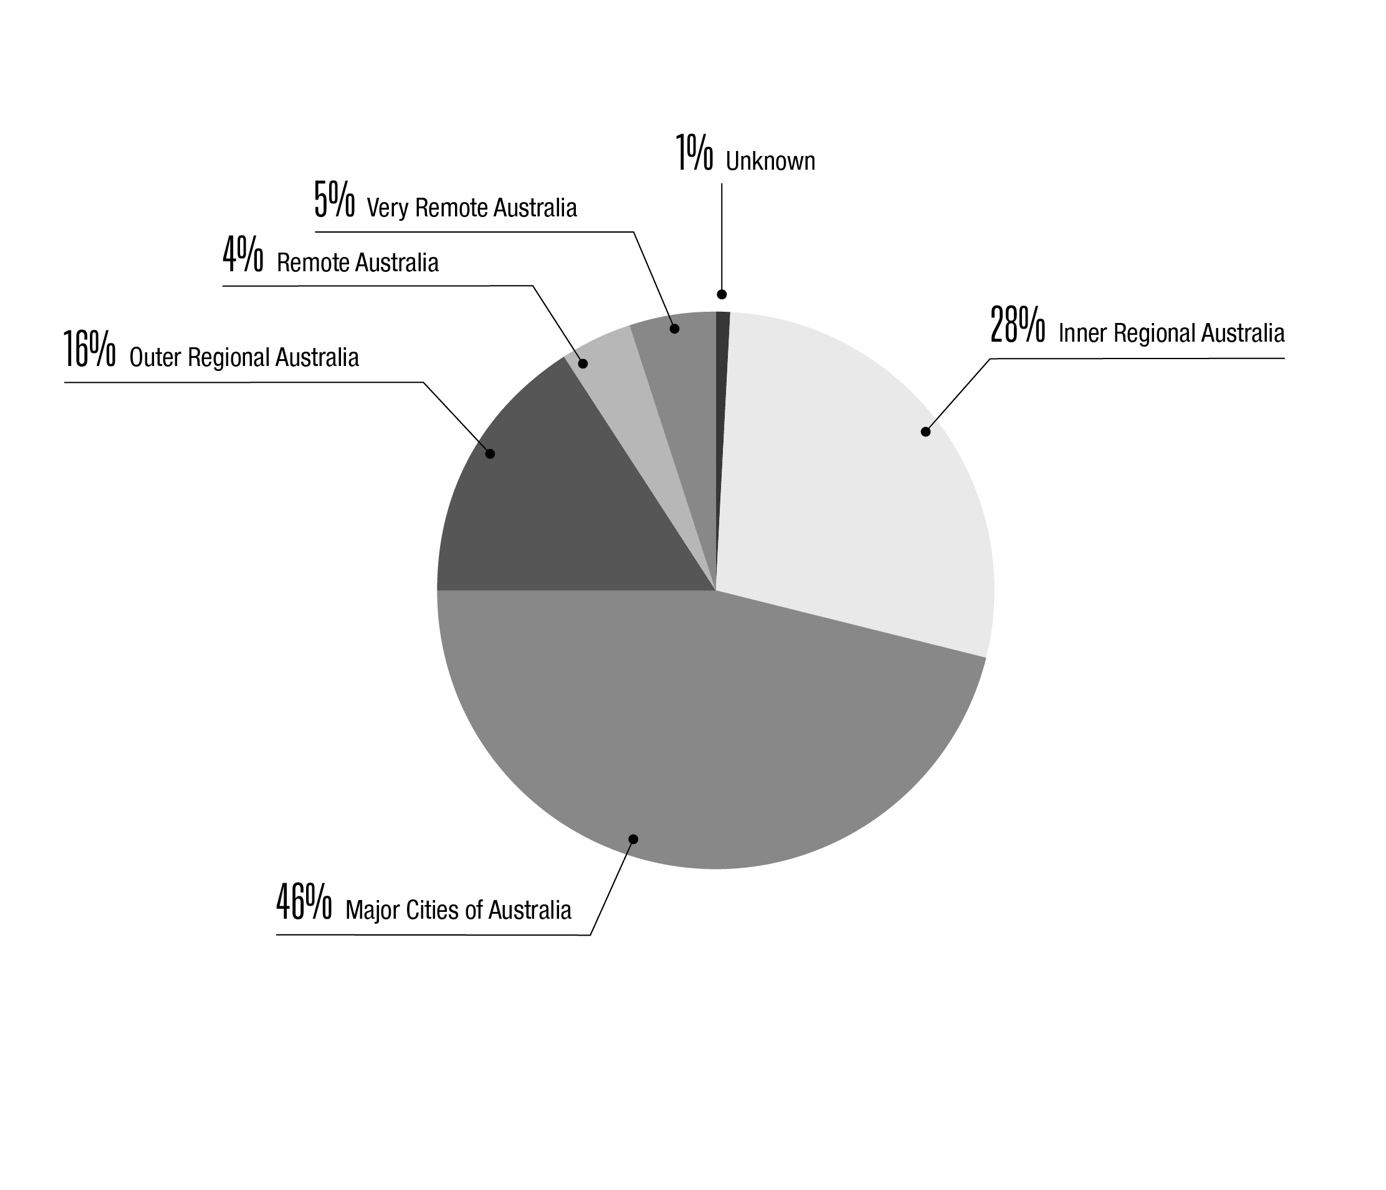 1% Unknown
5% Very Remote Australia
4% Remote Australia
28% Inner Regional Australia
16% Outer Regional Australia
46% Major Cities of Australia